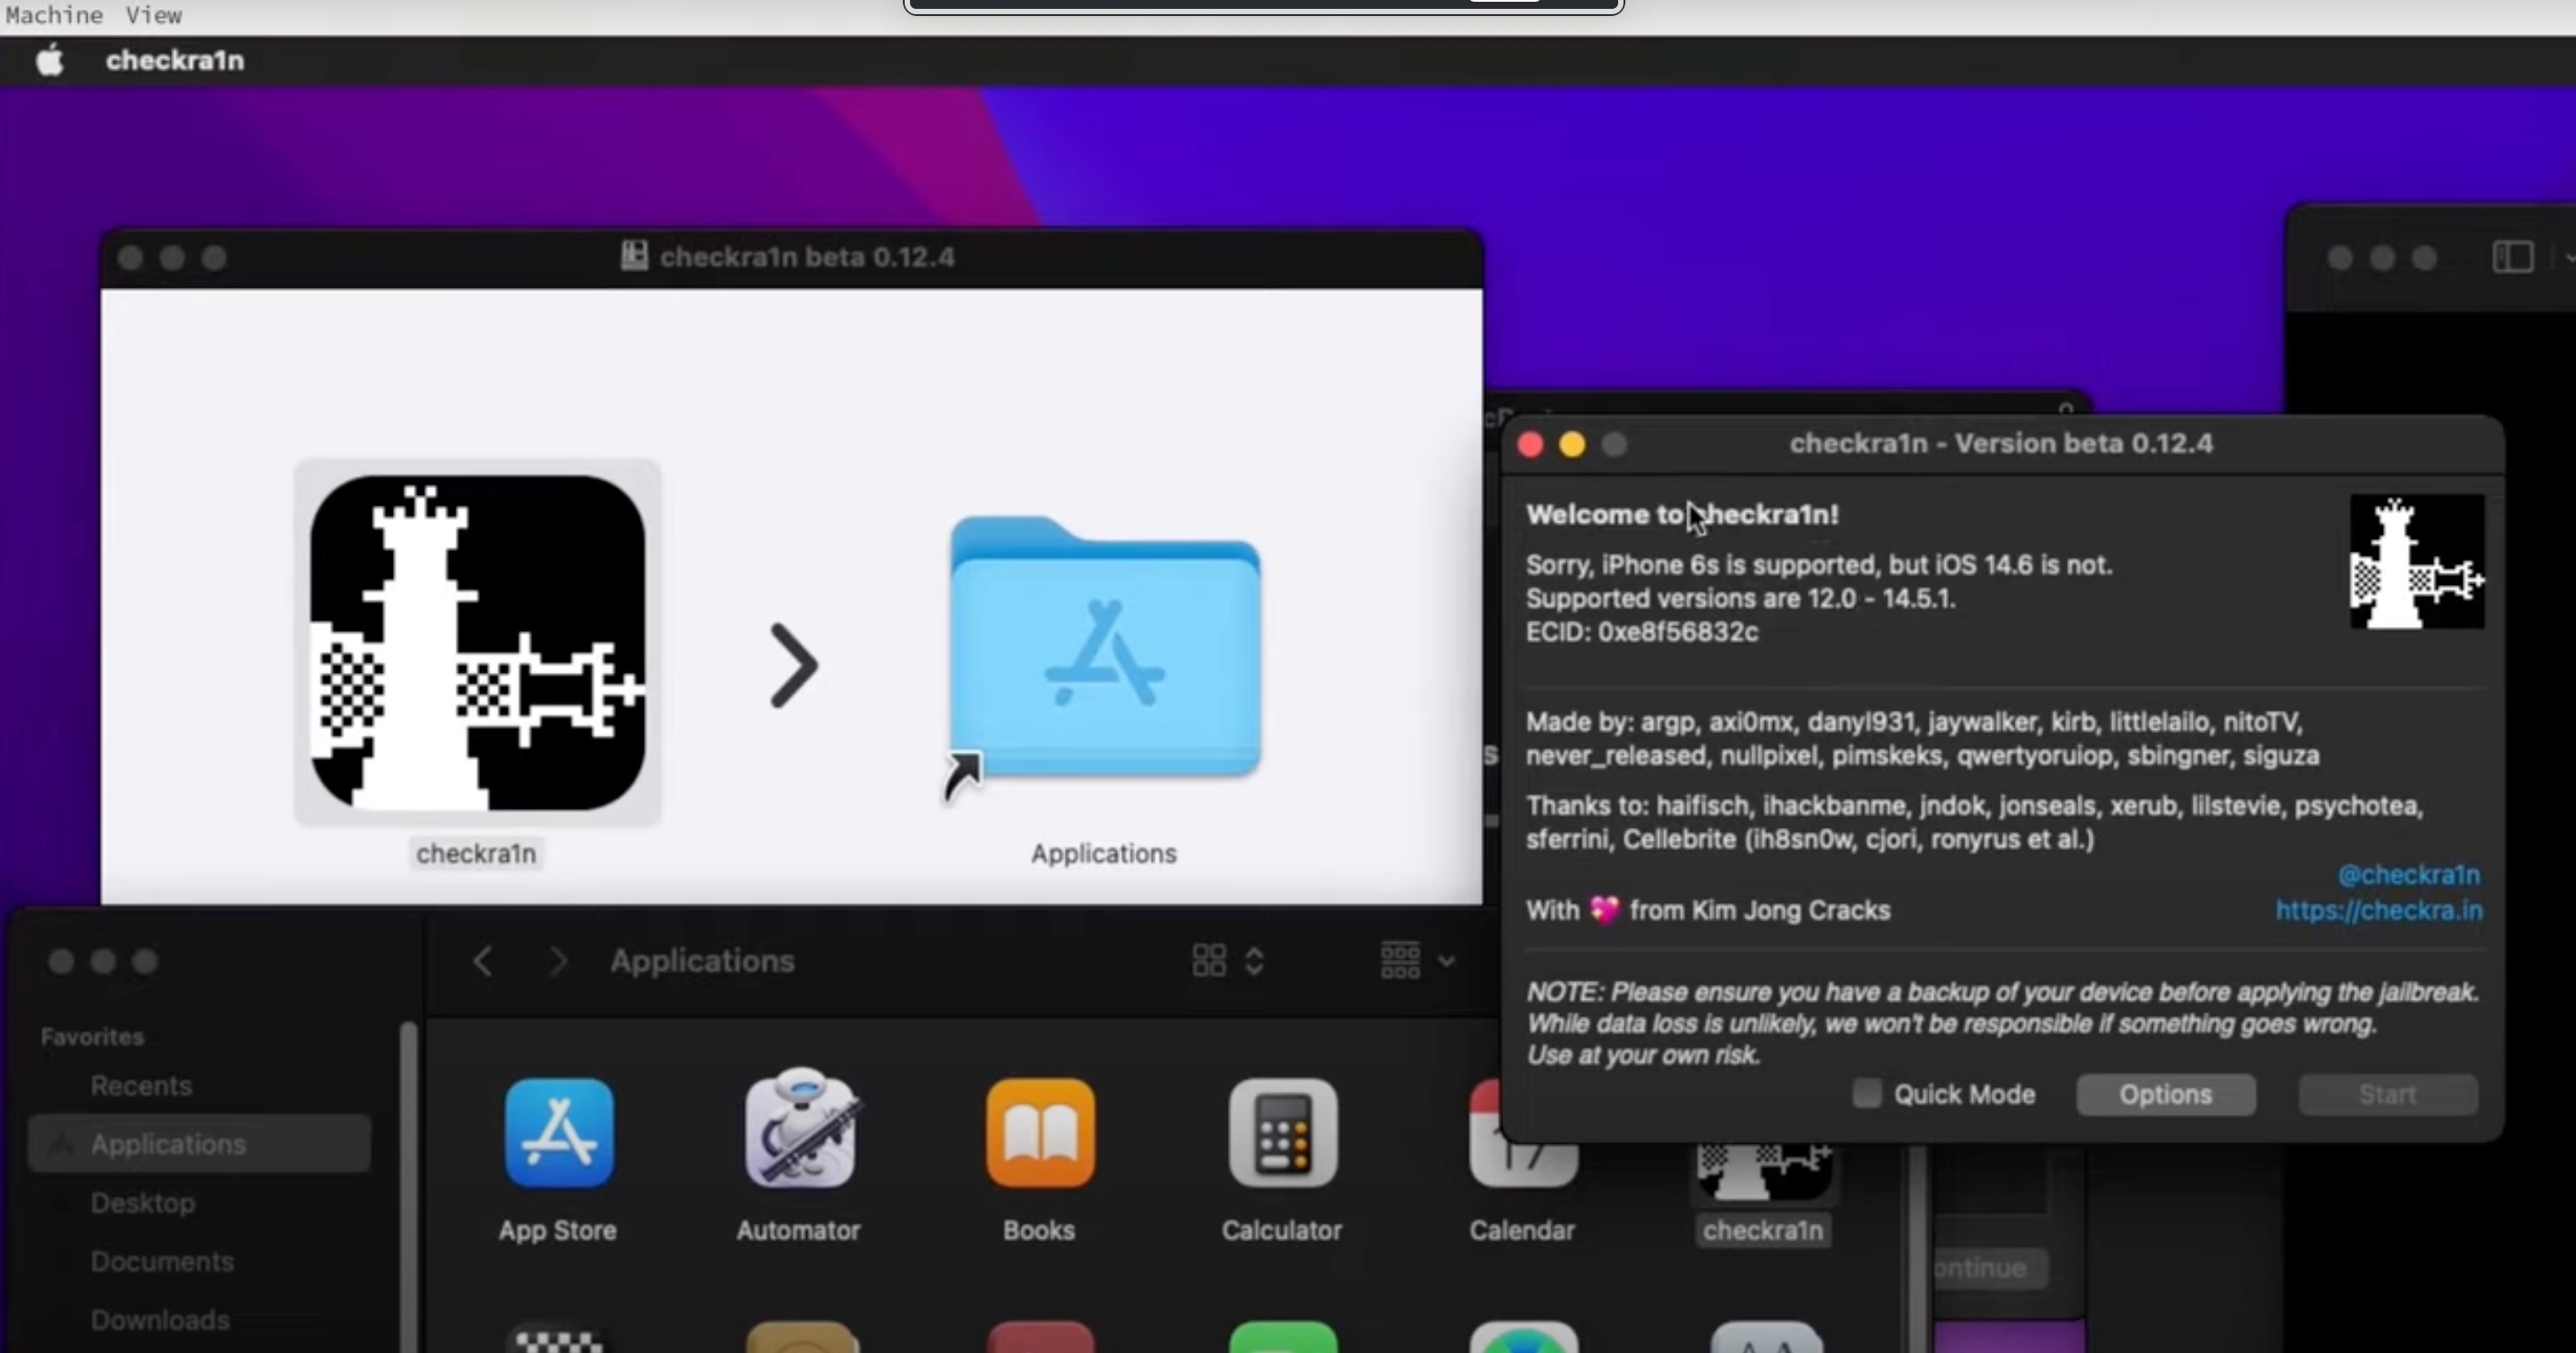 Machine View
checkra1n
checkra1n beta 0.12.4
checkra1n
Applications
checkra1n - Version beta 0.12.4
Welcome to checkra1n!
Sorry, iPhone 6s is supported, but iOS 14.6 is not.
Supported versions are 12.0 - 14.5.1.
ECID: 0xe8f56832c
Made by: argp, axi0mx, danyl931, jaywalker, kirb, littlelailo, nitoTV,
never_released, nullpixel, pimskeks, qwertyoruiop, sbingner, siguza
Thanks to: haifisch, ihackbanme, jndok, jonseals, xerub, lilstevie, psychotea,
sferrini, Cellebrite (ih8sn0w, cjori, ronyrus et al.)
@checkra1n
With 💖 from Kim Jong Cracks
https://checkra.in
NOTE: Please ensure you have a backup of your device before applying the jailbreak.
While data loss is unlikely, we won't be responsible if something goes wrong.
Use at your own risk.
Quick Mode
Options
Start
Applications
Favorites
Recents
Applications
Desktop
Documents
Downloads
App Store
Automator
Books
Calculator
17
Calendar
checkra1n
ontinue